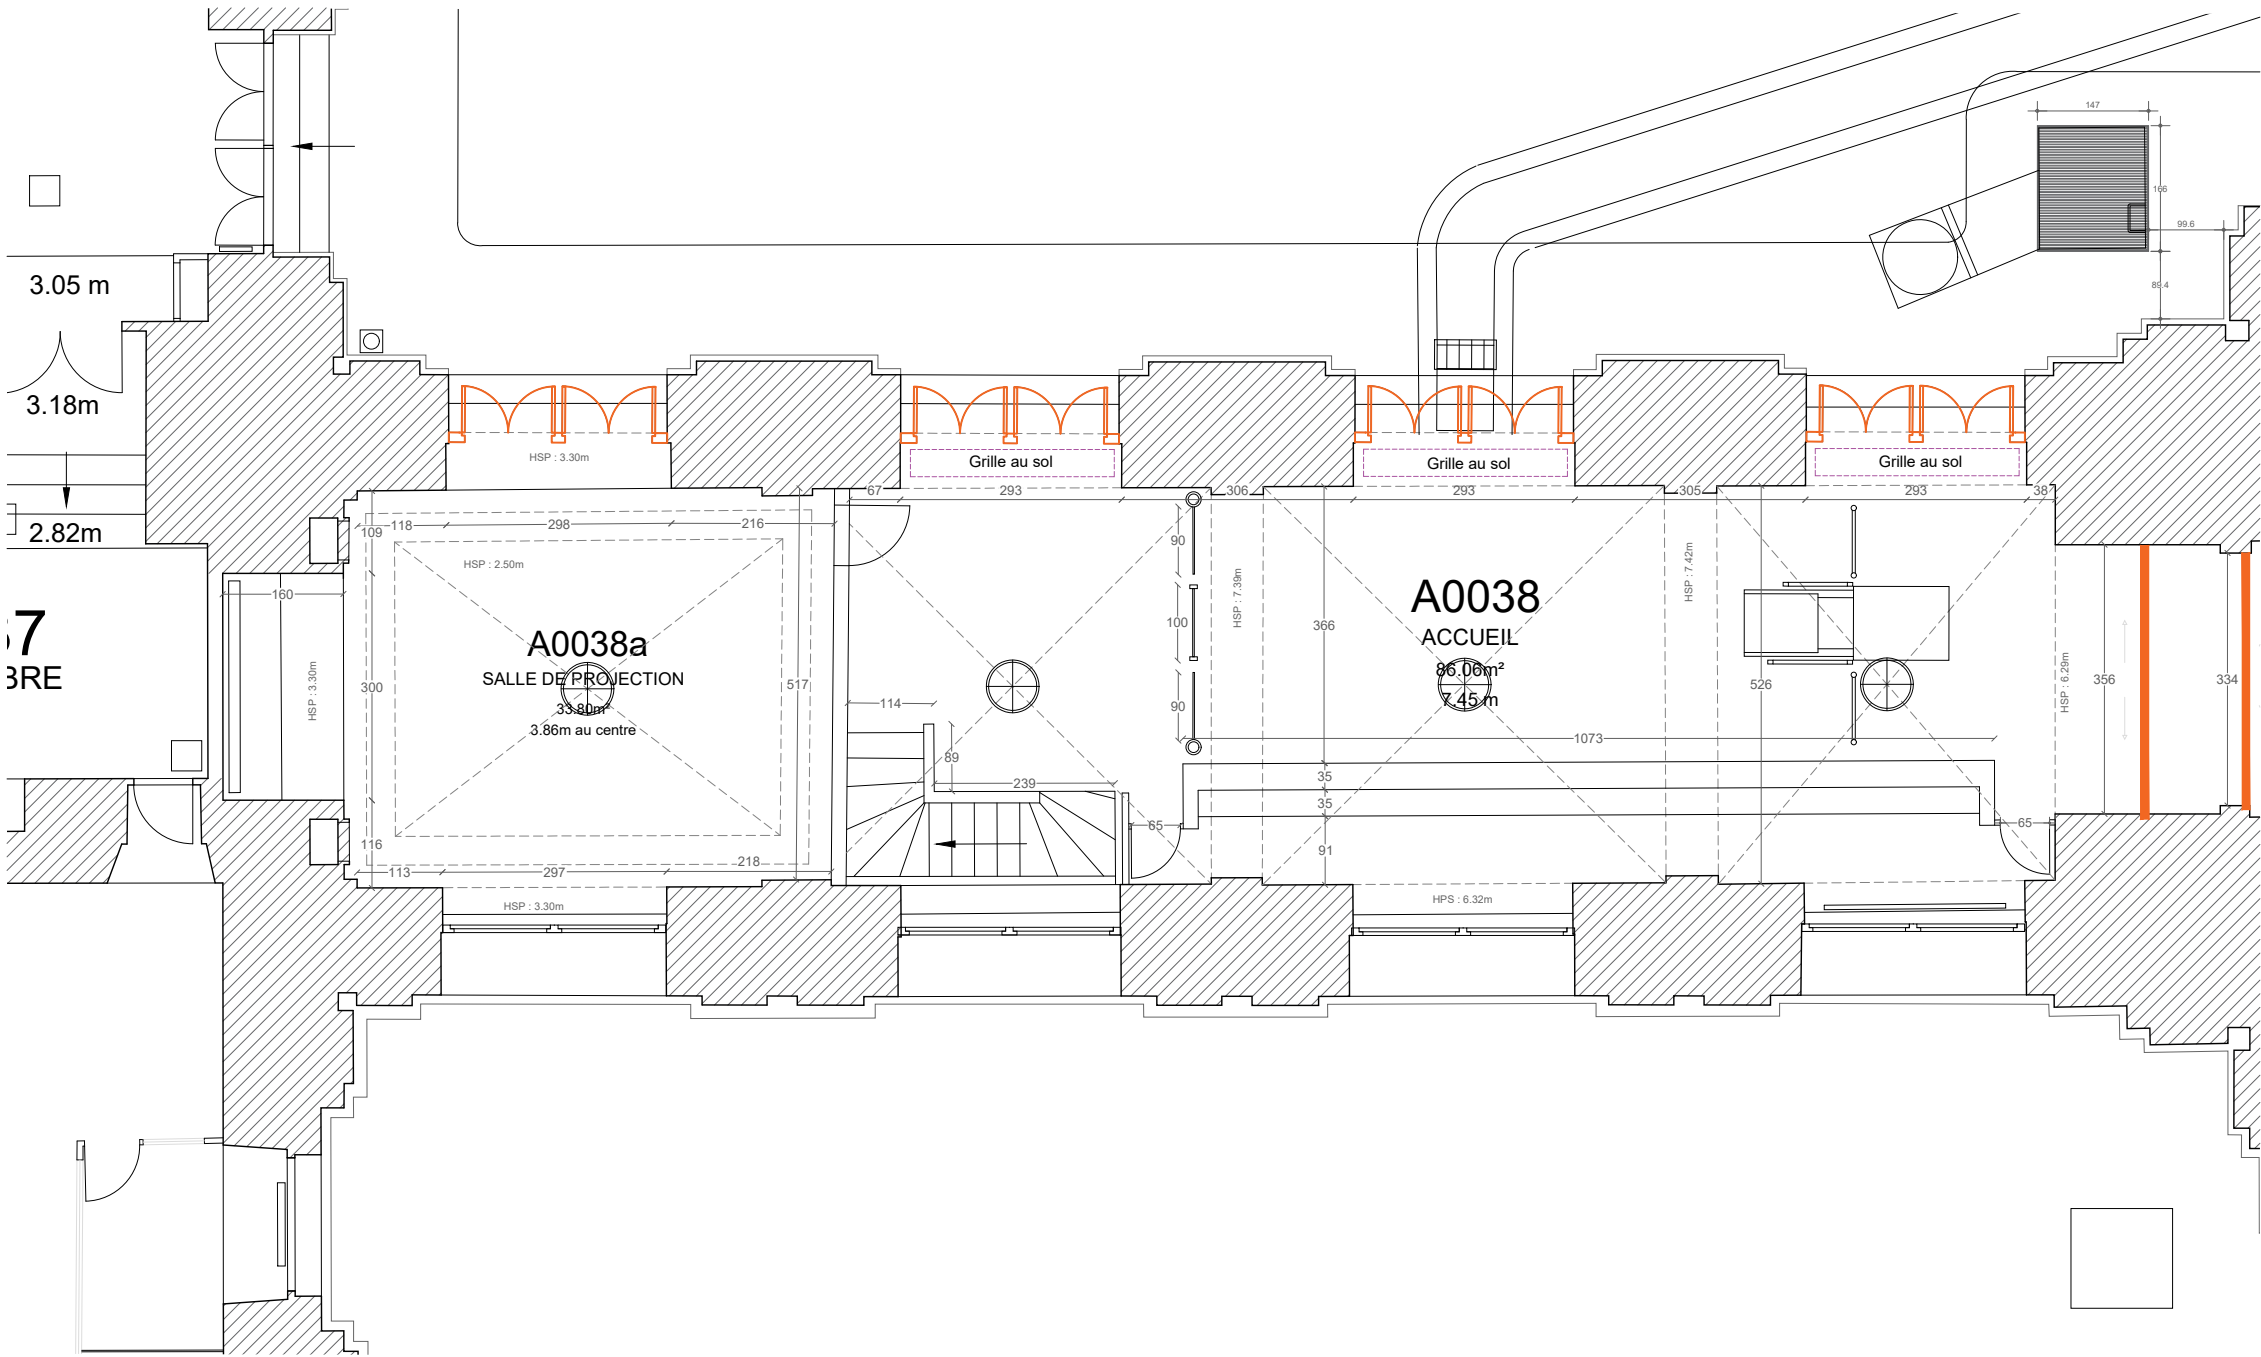 147
166
99.6
89.4
3.05 m
3.18m
2.82m
7
BRE
HSP : 3.30m
Grille au sol
Grille au sol
Grille au sol
67
293
306
293
305
293
38
118
298
216
109
HSP : 2.50m
90
HSP : 7.39m
HSP : 7.42m
160
A0038a
SALLE DE PROJECTION
33.80m²
3.86m au centre
HSP : 3.30m
300
517
114
89
239
100
90
366
A0038
ACCUEIL
86.06m²
7.45 m
526
1073
HSP : 6.29m
356
334
35
35
91
65
65
116
113
297
218
HSP : 3.30m
HPS : 6.32m